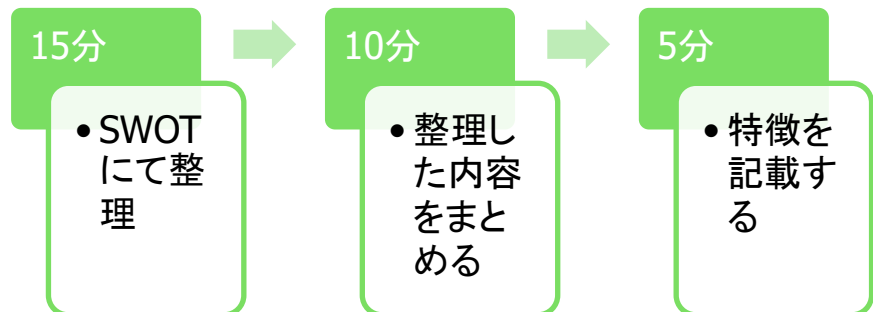 15分
• SWOT
にて整
理
10分
• 整理し
た内容
をまと
める
5分
• 特徴を
記載す
る